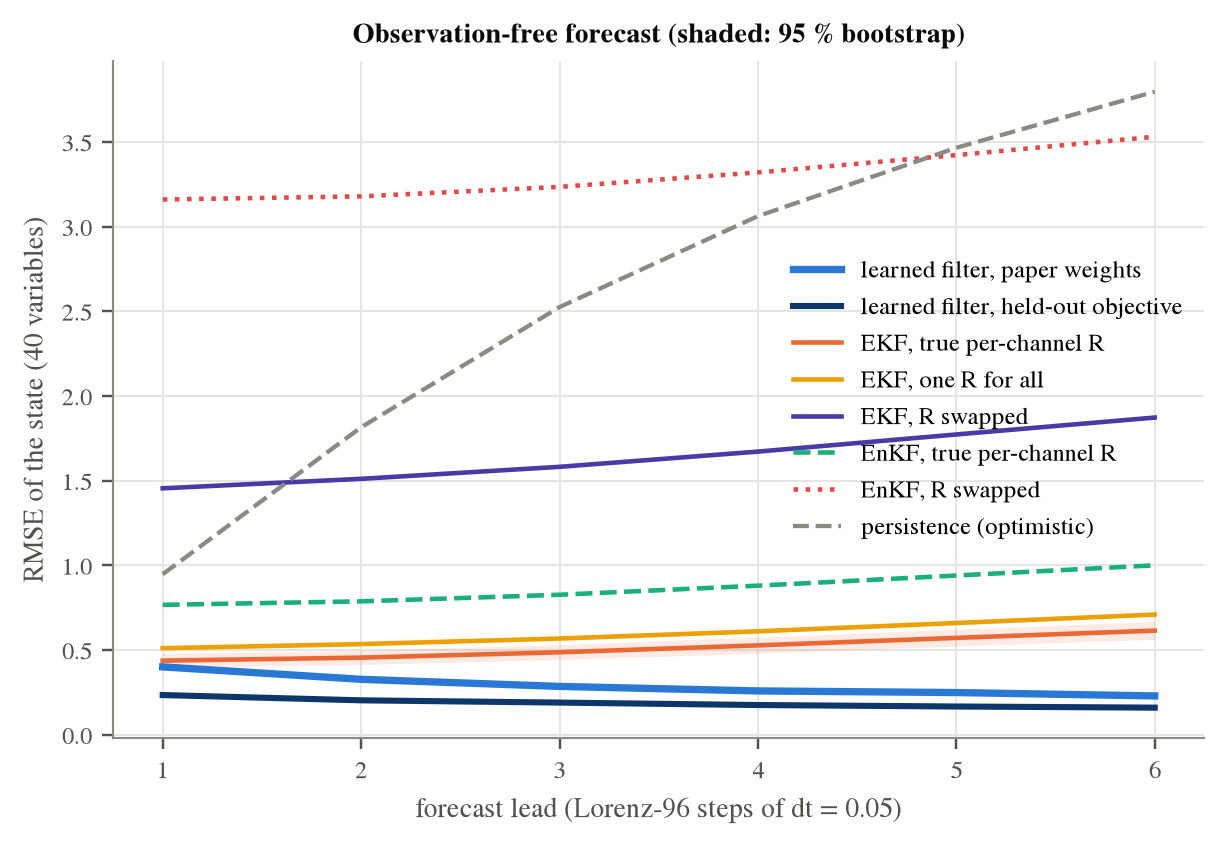 Observation-free forecast (shaded: 95 % bootstrap)
RMSE of the state (40 variables)
3.5
3.0
2.5
2.0
1.5
1.0
0.5
0.0
learned filter, paper weights
learned filter, held-out objective
EKF, true per-channel R
EKF, one R for all
EKF, R swapped
EnKF, true per-channel R
EnKF, R swapped
persistence (optimistic)
1 2 3 4 5 6
forecast lead (Lorenz-96 steps of dt = 0.05)